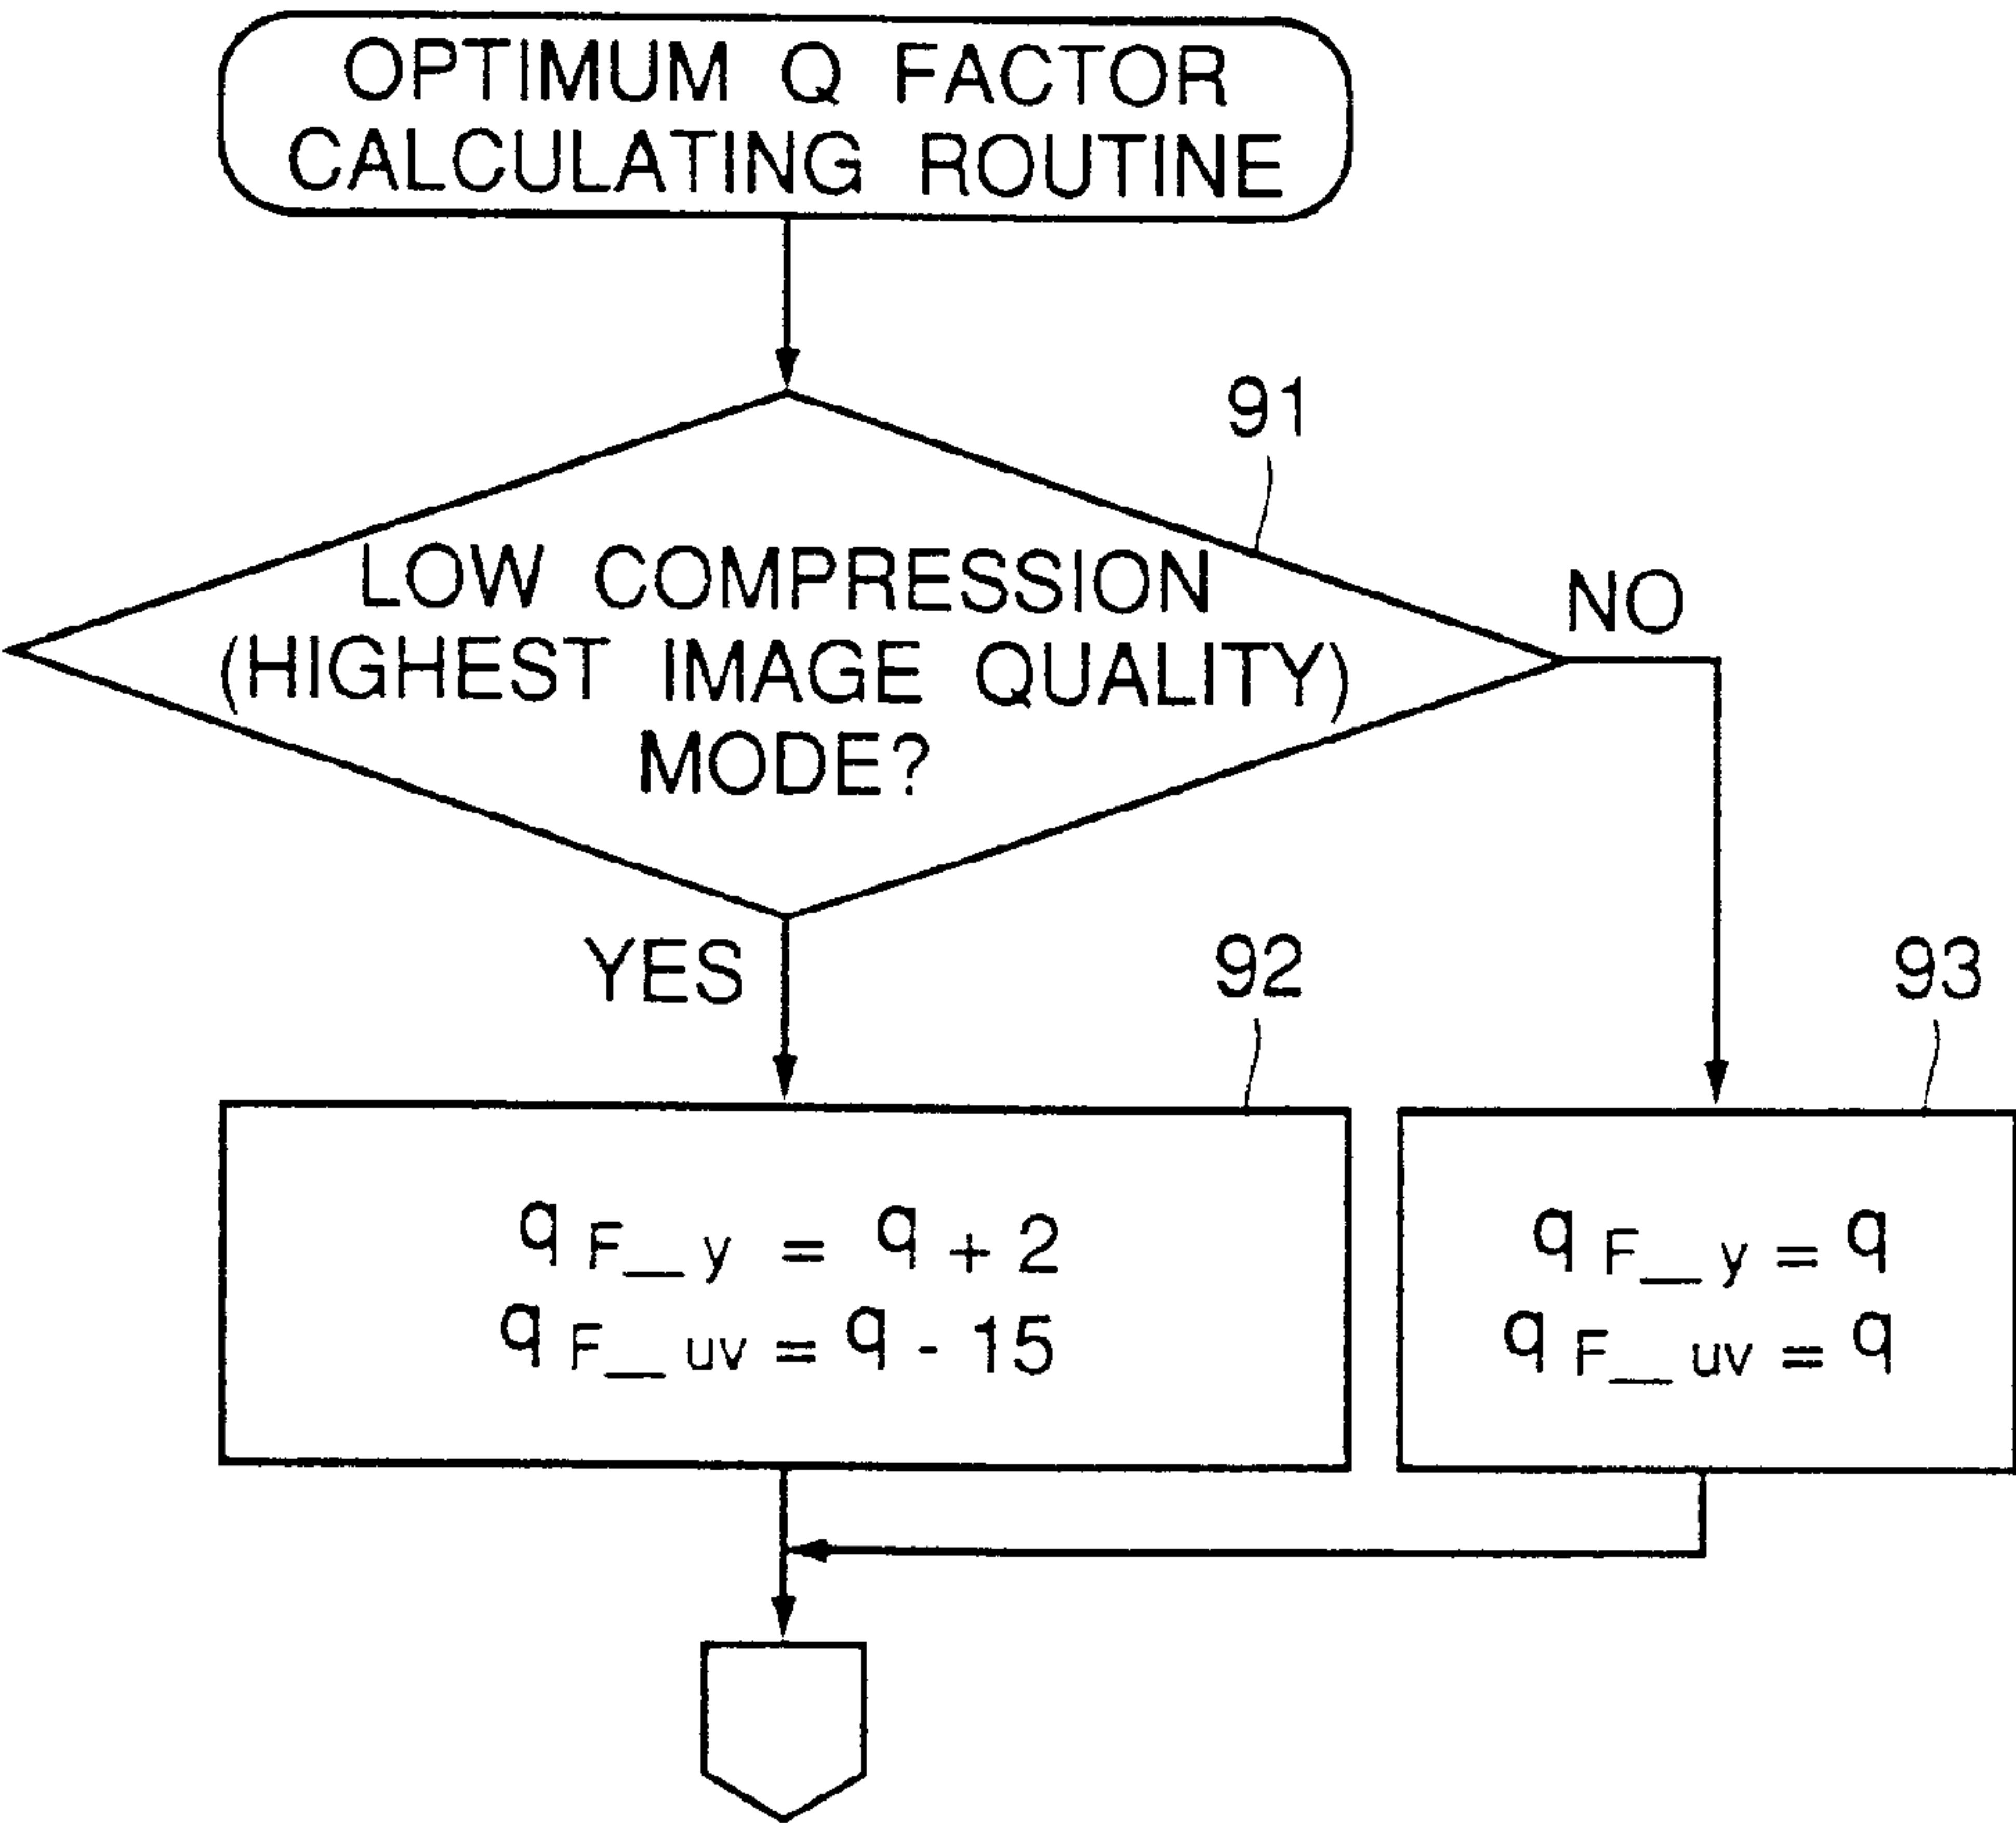 OPTIMUM Q FACTOR
CALCULATING ROUTINE
91
LOW COMPRESSION
(HIGHEST IMAGE QUALITY)
MODE?
NO
YES
92
93
q F_y = q + 2
q F_uv = q - 15
q F_y = q
q F_uv = q